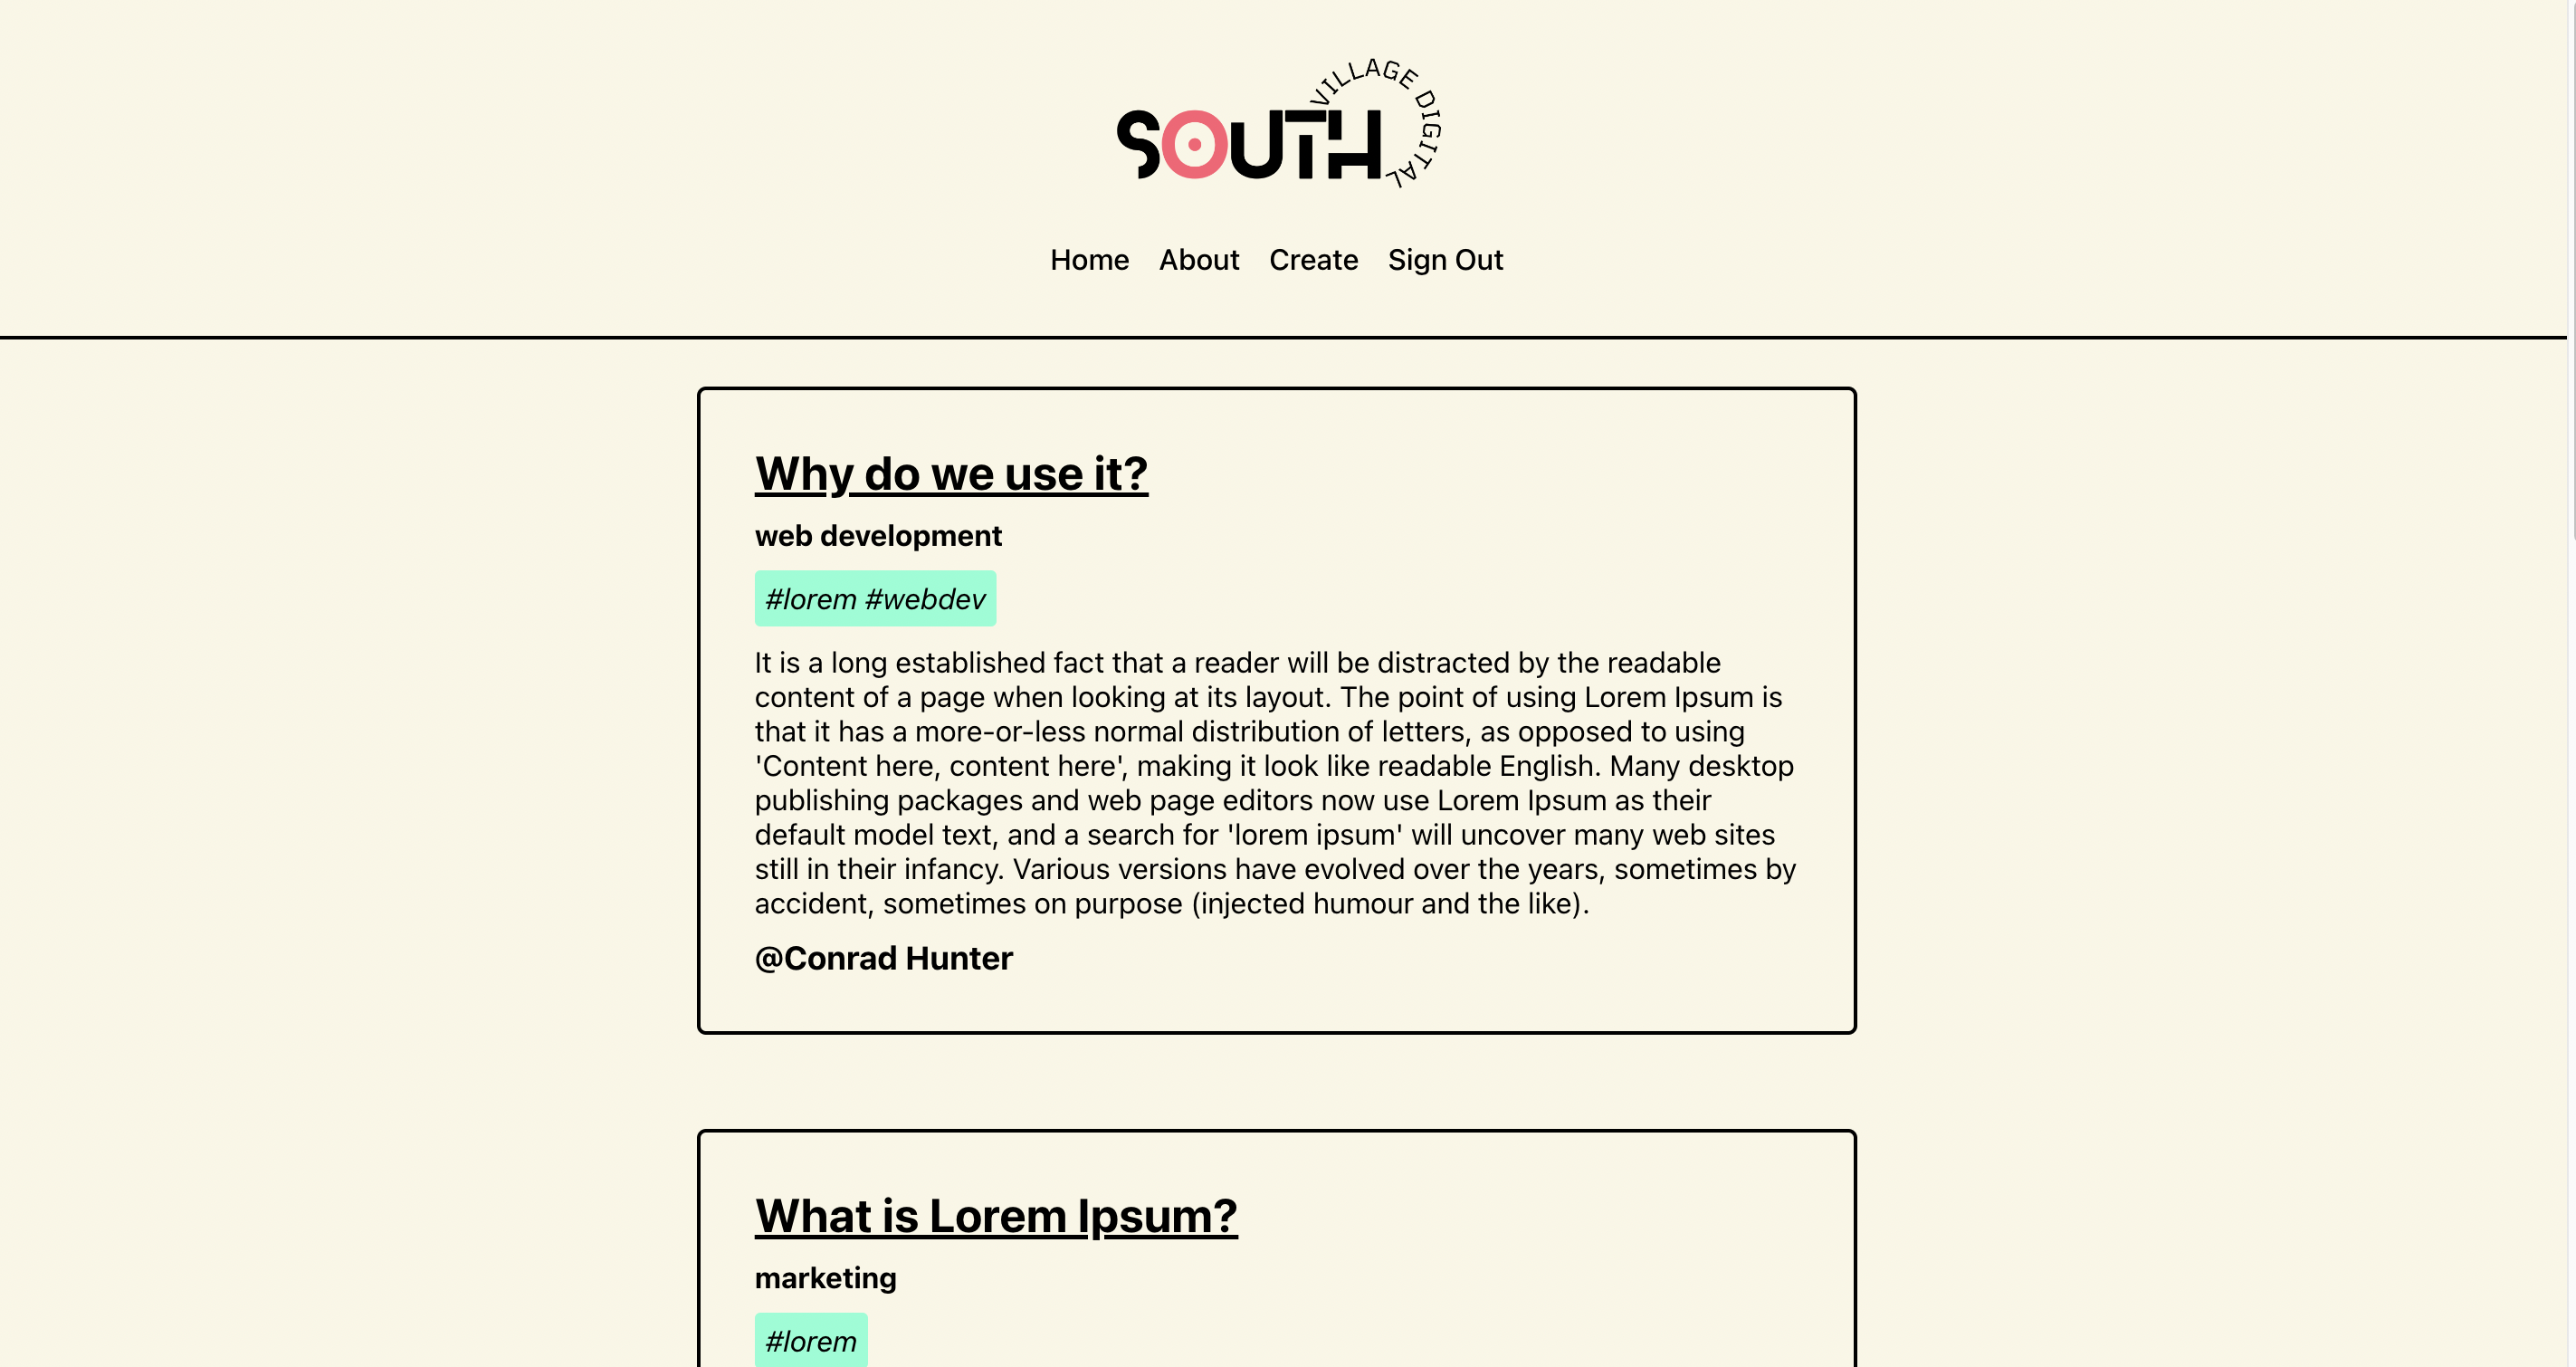 SOUTH
VILLAGE DIGITAL
Home About Create Sign Out
Why do we use it?
web development
#lorem #webdev
It is a long established fact that a reader will be distracted by the readable
content of a page when looking at its layout. The point of using Lorem Ipsum is
that it has a more-or-less normal distribution of letters, as opposed to using
'Content here, content here', making it look like readable English. Many desktop
publishing packages and web page editors now use Lorem Ipsum as their
default model text, and a search for 'lorem ipsum' will uncover many web sites
still in their infancy. Various versions have evolved over the years, sometimes by
accident, sometimes on purpose (injected humour and the like).
@Conrad Hunter
What is Lorem Ipsum?
marketing
#lorem